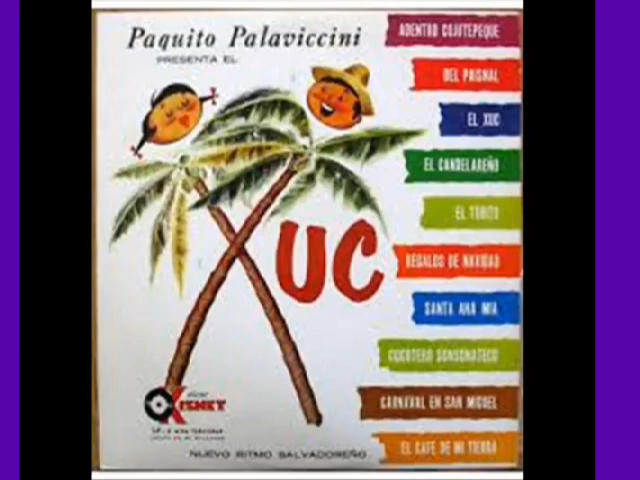 Paquito Palaviccini
PRESENTA EL
XUC
ADENTRO COJUTEPEQUE
DEL PAISNAL
EL XUC
EL CANDELAREÑO
EL TORITO
REGALOS DE NAVIDAD
SANTA ANA MIA
COCOTERO SONSONATECO
CARNAVAL EN SAN MIGUEL
EL CAFE DE MI TIERRA
KISMET
NUEVO RITMO SALVADOREÑO